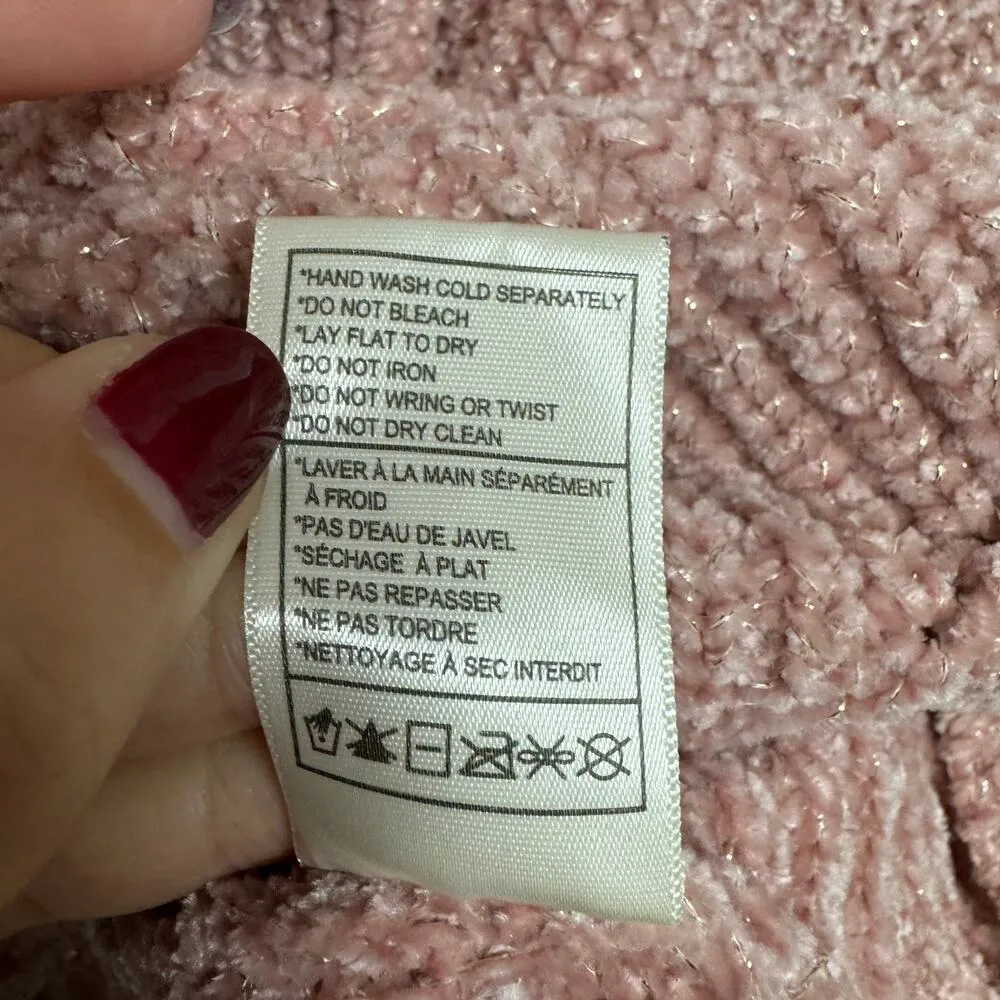 *HAND WASH COLD SEPARATELY
*DO NOT BLEACH
*LAY FLAT TO DRY
*DO NOT IRON
*DO NOT WRING OR TWIST
*DO NOT DRY CLEAN
*LAVER À LA MAIN SÉPARÉMENT
À FROID
*PAS D'EAU DE JAVEL
*SÉCHAGE À PLAT
*NE PAS REPASSER
*NE PAS TORDRE
*NETTOYAGE À SEC INTERDIT